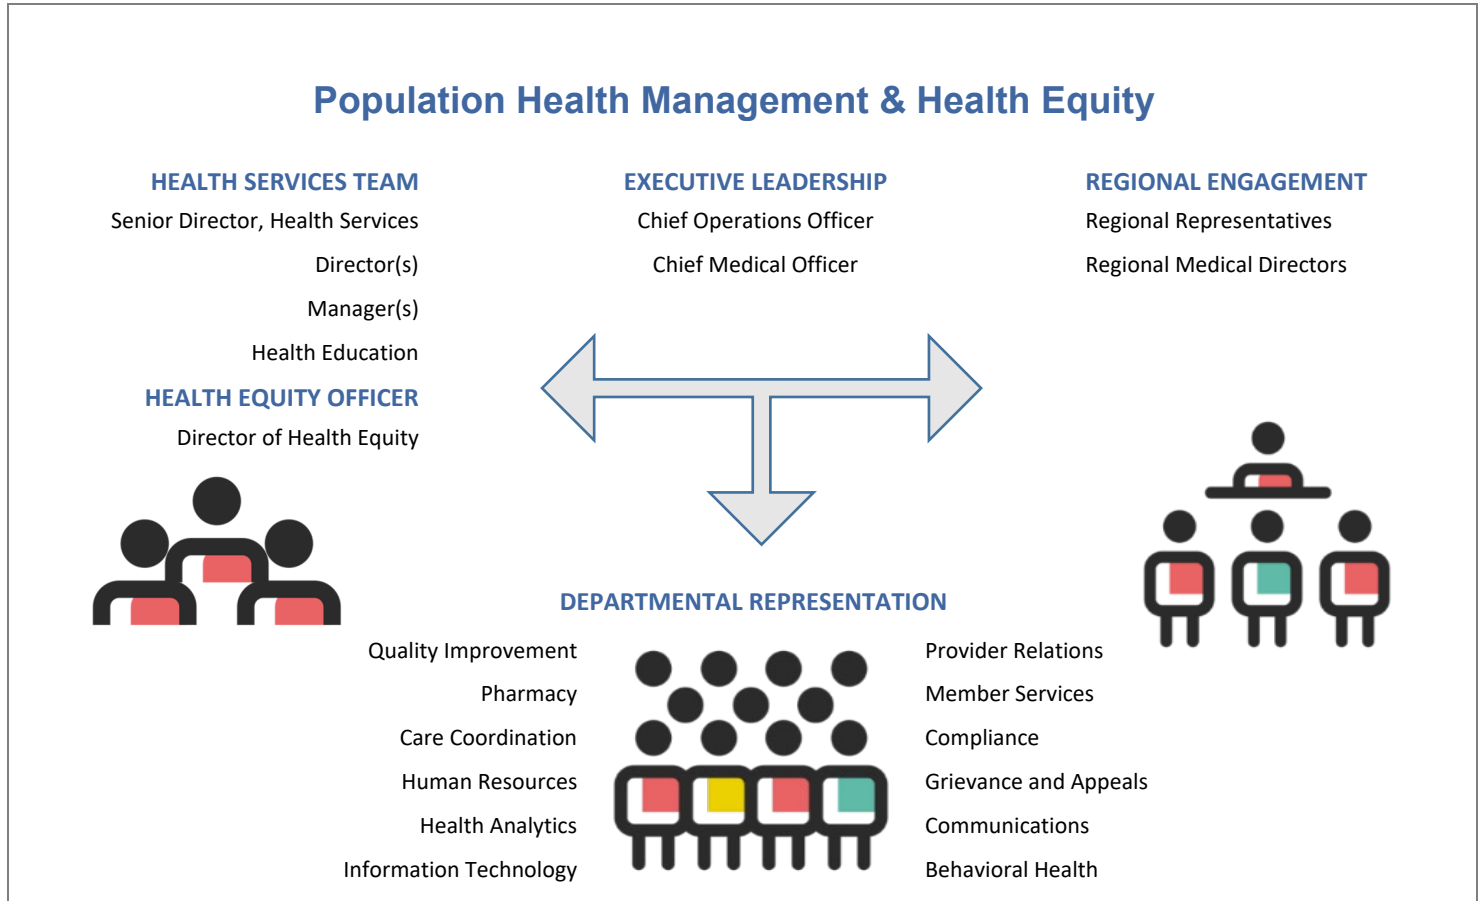 Population Health Management & Health Equity
HEALTH SERVICES TEAM
Senior Director, Health Services
Director(s)
Manager(s)
Health Education
HEALTH EQUITY OFFICER
Director of Health Equity
EXECUTIVE LEADERSHIP
Chief Operations Officer
Chief Medical Officer
REGIONAL ENGAGEMENT
Regional Representatives
Regional Medical Directors
DEPARTMENTAL REPRESENTATION
Quality Improvement
Pharmacy
Care Coordination
Human Resources
Health Analytics
Information Technology
Provider Relations
Member Services
Compliance
Grievance and Appeals
Communications
Behavioral Health